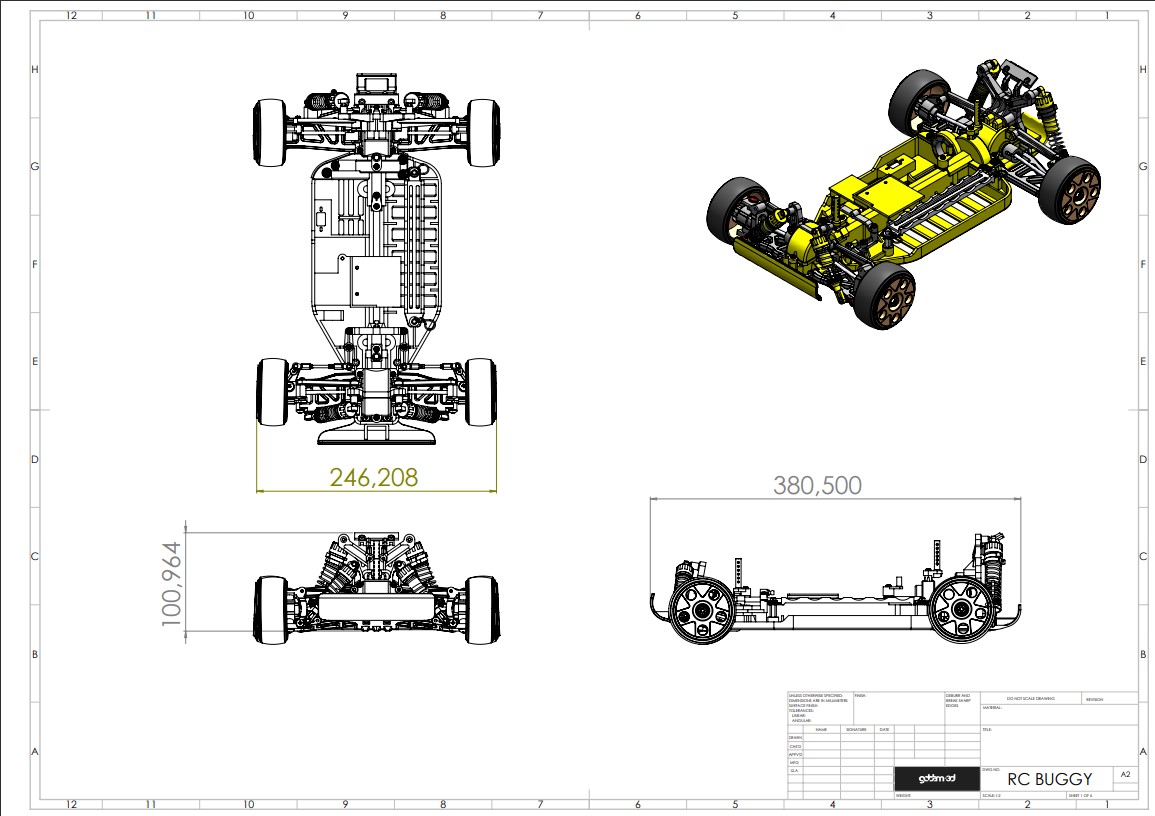 12 11 10 9 8 7 6 5 4 3 2 1
H H
G G
F F
E E
D D
246,208
380,500
C C
100,964
B B
UNLESS OTHERWISE SPECIFIED:
DIMENSIONS ARE IN MILLIMETERS
SURFACE FINISH:
TOLERANCES:
LINEAR:
ANGULAR:
FINISH:
DEBURR AND
BREAK SHARP
EDGES
DO NOT SCALE DRAWING
REVISION
MATERIAL:
NAME SIGNATURE DATE
TITLE:
DRAWN
CHK'D
APPV'D
MFG
Q.A
A A
DWG NO.
RC BUGGY
A2
WEIGHT:
SCALE:1:2
SHEET 1 OF 6
12 11 10 9 8 7 6 5 4 3 2 1